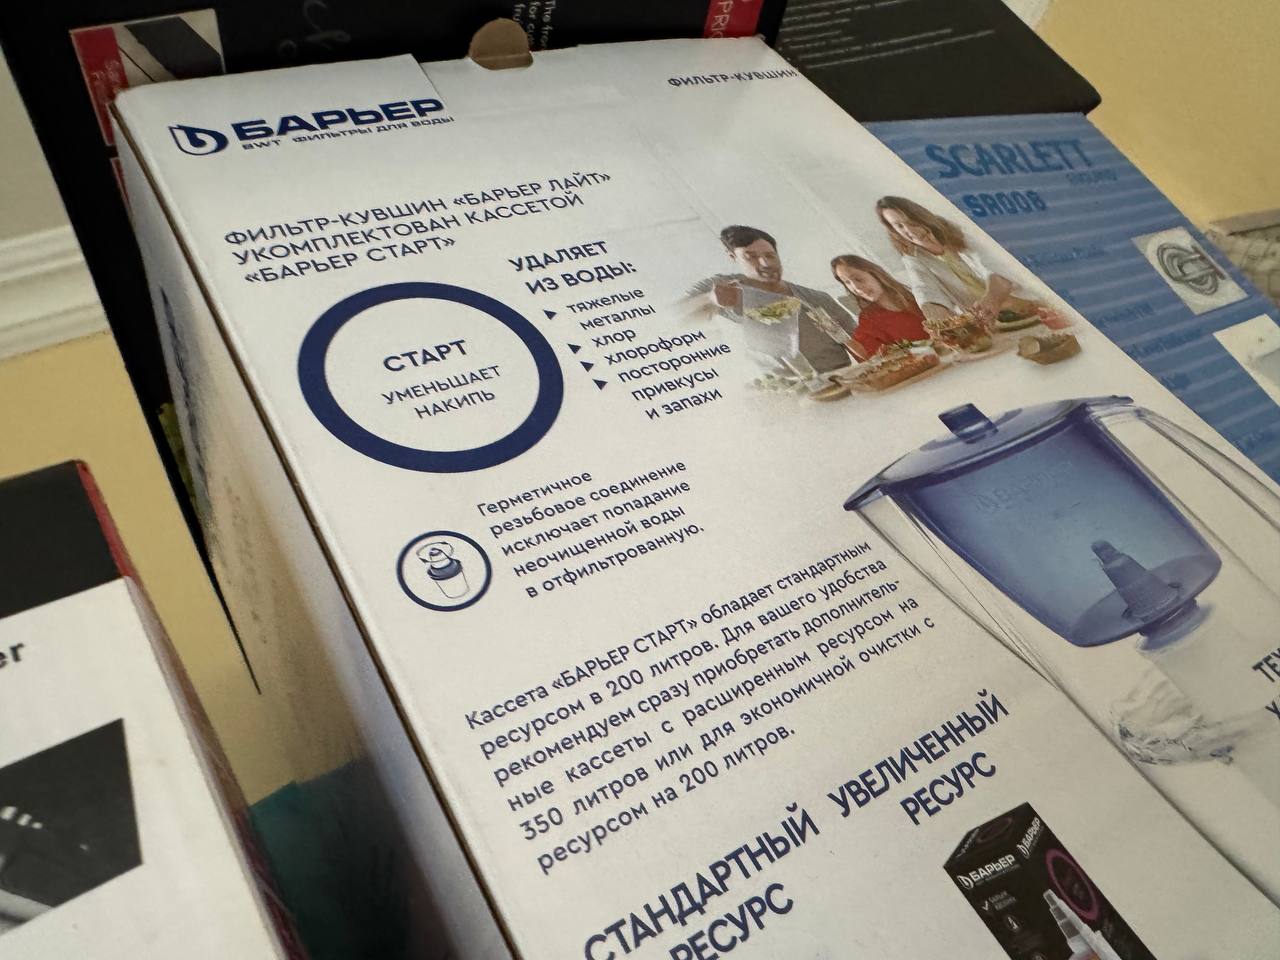 БАРЬЕР
BWT ФИЛЬТРЫ ДЛЯ ВОДЫ
ФИЛЬТР-КУВШИН
ФИЛЬТР-КУВШИН «БАРЬЕР ЛАЙТ»
УКОМПЛЕКТОВАН КАССЕТОЙ
«БАРЬЕР СТАРТ»
СТАРТ
УМЕНЬШАЕТ
НАКИПЬ
УДАЛЯЕТ
ИЗ ВОДЫ:
тяжелые
металлы
хлор
хлороформ
посторонние
привкусы
и запахи
Герметичное
резьбовое соединение
исключает попадание
неочищенной воды
в отфильтрованную.
Кассета «БАРЬЕР СТАРТ» обладает стандартным
ресурсом в 200 литров. Для вашего удобства
рекомендуем сразу приобретать дополнитель-
ные кассеты с расширенным ресурсом на
350 литров или для экономичной очистки с
ресурсом на 200 литров.
СТАНДАРТНЫЙ
РЕСУРС
УВЕЛИЧЕННЫЙ
РЕСУРС
БАРЬЕР
БАРЬЕР
SCARLETT
SR008
er